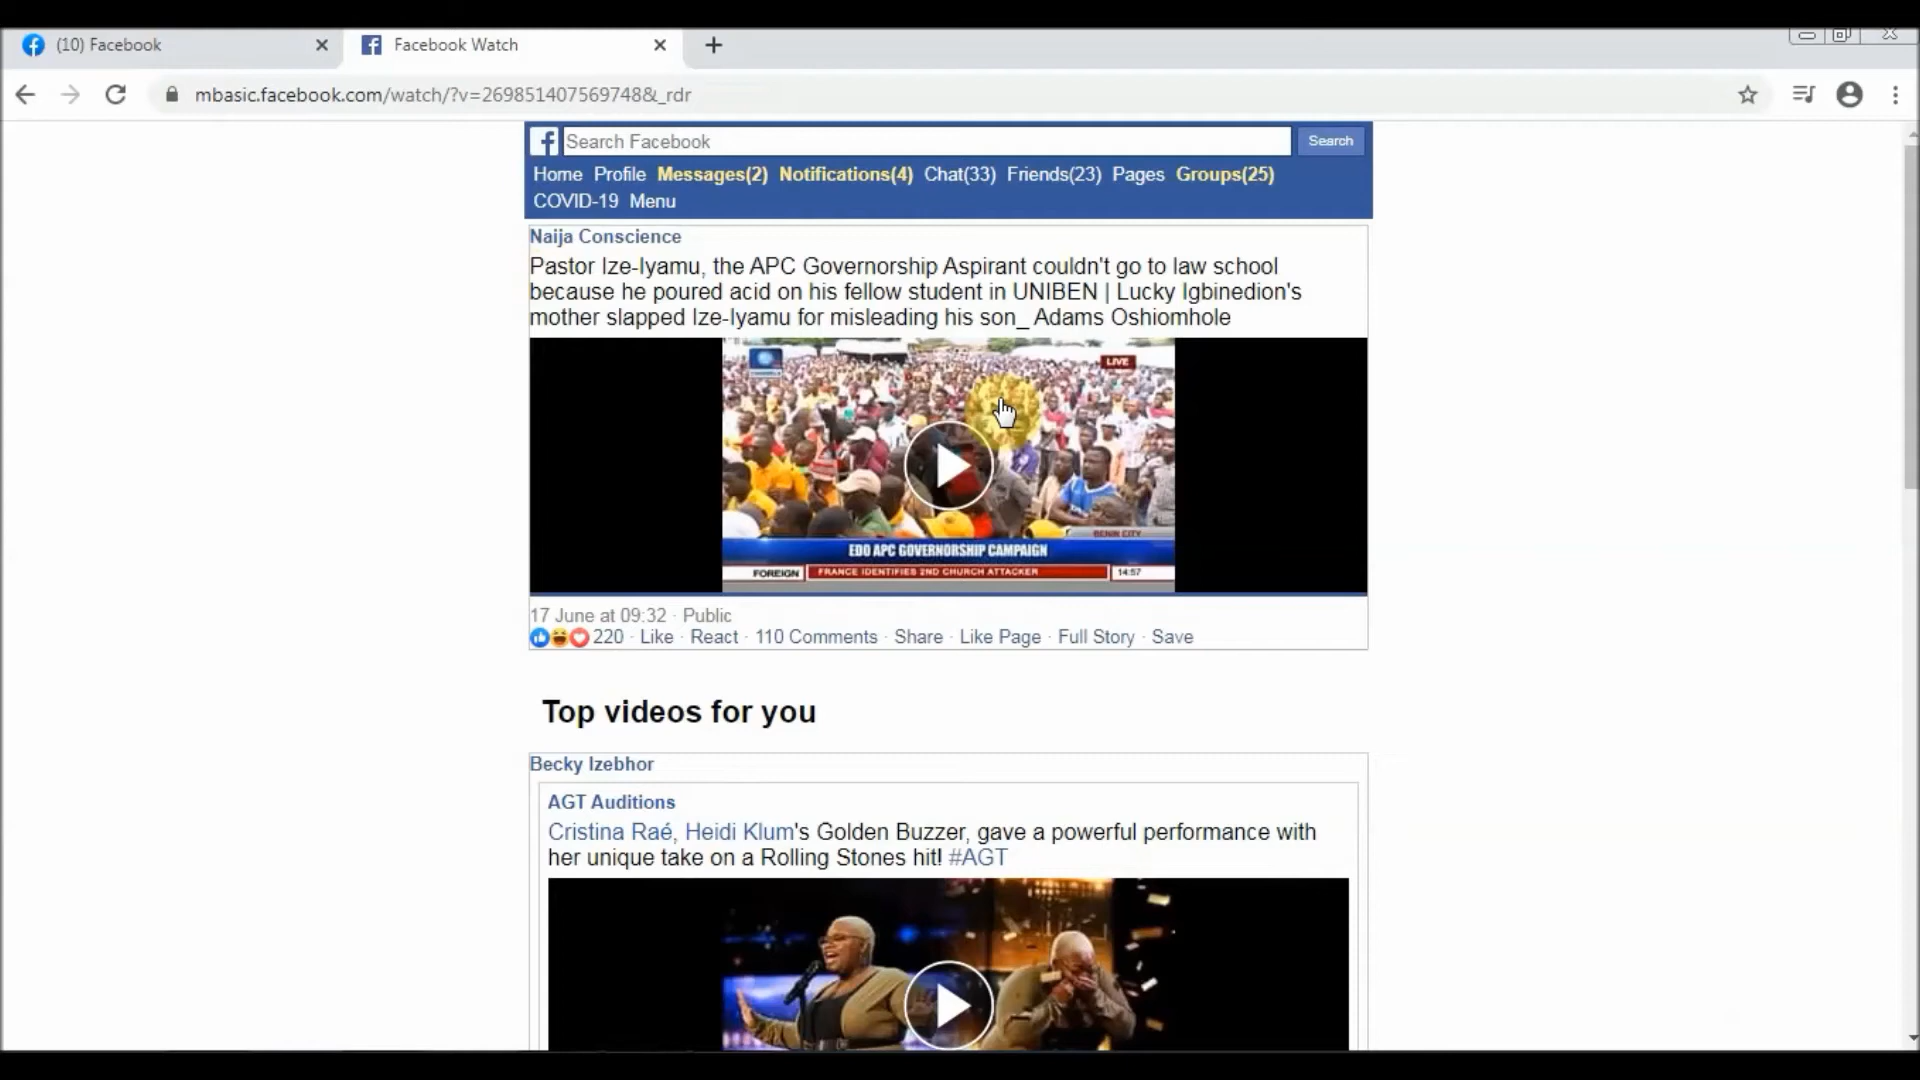 (10) Facebook
Facebook Watch
mbasic.facebook.com/watch/?v=269851407569748&_rdr
Search Facebook
Search
Home Profile Messages(2) Notifications(4) Chat(33) Friends(23) Pages Groups(25)
COVID-19 Menu
Naija Conscience
Pastor Ize-Iyamu, the APC Governorship Aspirant couldn't go to law school
because he poured acid on his fellow student in UNIBEN | Lucky Igbinedion's
mother slapped Ize-Iyamu for misleading his son_ Adams Oshiomhole
LIVE
BENIN CITY
EDO APC GOVERNORSHIP CAMPAIGN
FOREIGN FRANCE IDENTIFIES 2ND CHURCH ATTACKER 14:57
17 June at 09:32 · Public
220 · Like · React · 110 Comments · Share · Like Page · Full Story · Save
Top videos for you
Becky Izebhor
AGT Auditions
Cristina Raé, Heidi Klum's Golden Buzzer, gave a powerful performance with
her unique take on a Rolling Stones hit! #AGT